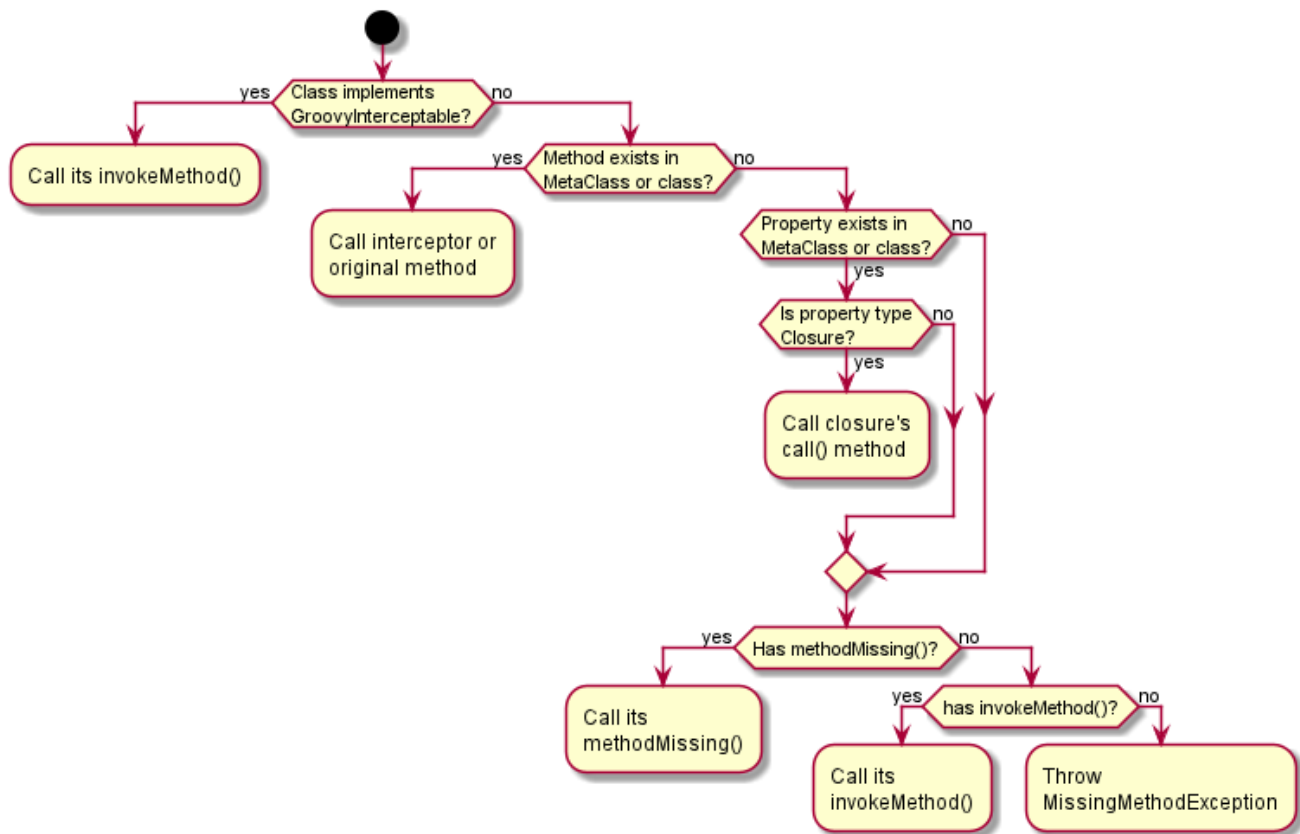 yes
Class implements
GroovyInterceptable?
no
Call its invokeMethod()
yes
Method exists in
MetaClass or class?
no
Call interceptor or
original method
Property exists in
MetaClass or class?
no
yes
Is property type
Closure?
no
yes
Call closure's
call() method
yes
Has methodMissing()?
no
Call its
methodMissing()
yes
has invokeMethod()?
no
Call its
invokeMethod()
Throw
MissingMethodException